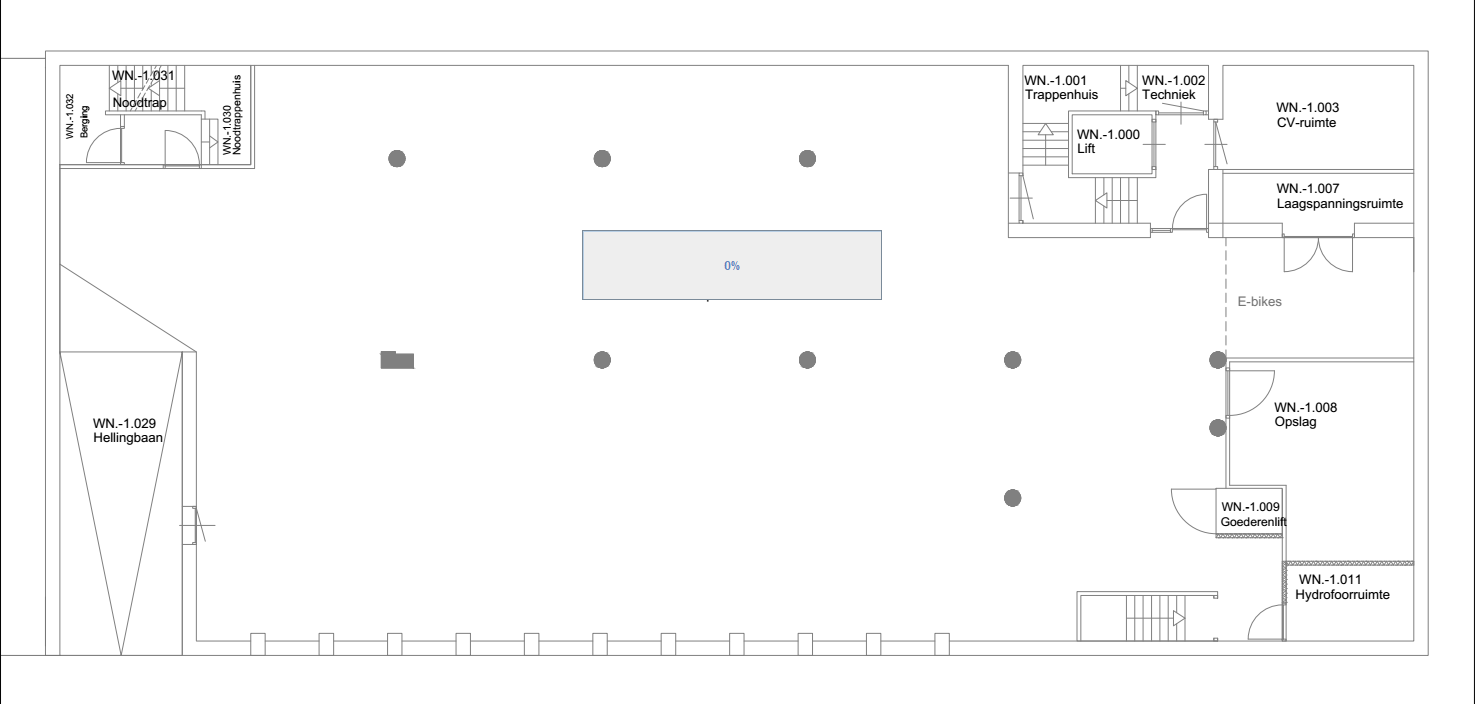 WN.-1.031
Noodtrap
WN.-1.032
Berging
WN.-1.030
Noodtrappenhuis
WN.-1.001
Trappenhuis
WN.-1.002
Techniek
WN.-1.000
Lift
WN.-1.003
CV-ruimte
WN.-1.007
Laagspanningsruimte
0%
E-bikes
WN.-1.029
Hellingbaan
WN.-1.008
Opslag
WN.-1.009
Goederenlift
WN.-1.011
Hydrofoorruimte